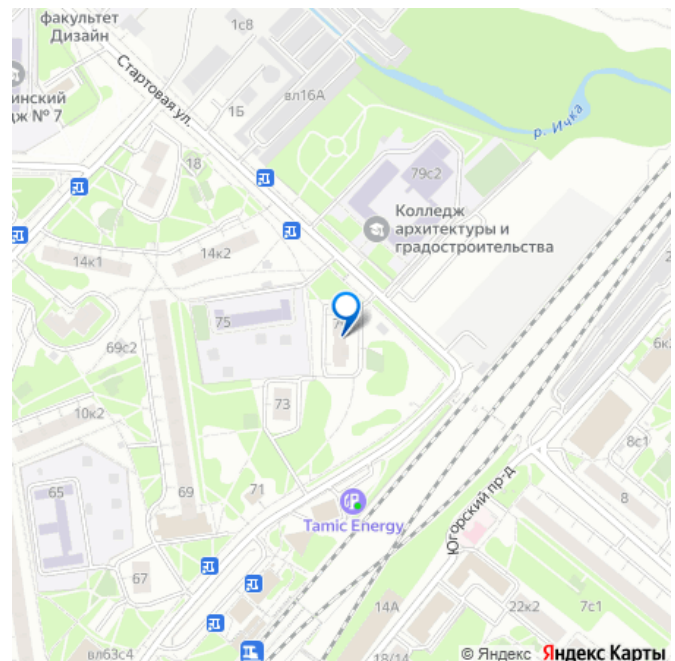 факультет
Дизайн
1с8
Стартовая ул.
вл16А
1Б
инский
дж № 7
р. Ичка
18
79с2
Колледж
архитектуры и
градостроительства
14к2
14к1
75
69с2
73
10к2
6к
8с1
65
69
71
8
Tamic Energy
Югорский пр-д
67
14А
22к2
7с1
вл63с4
18/14
© Яндекс Яндекс Карты